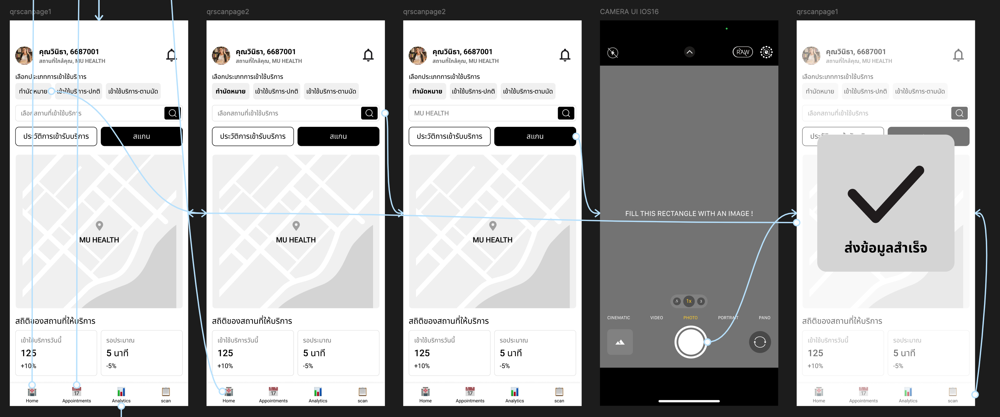 qrscanpage1
คุณวินิธา, 6687001
สถานที่ใกล้คุณ, MU HEALTH
เลือกประเภทการเข้าใช้บริการ
ทำนัดหมาย
เข้าใช้บริการ-ปกติ
เข้าใช้บริการ-ตามนัด
เลือกสถานที่เข้าใช้บริการ
ประวัติการเข้ารับบริการ
สแกน
MU HEALTH
สถิติของสถานที่ให้บริการ
เข้าใช้บริการวันนี้
125
+10%
รอประมาณ
5 นาที
-5%
17
Home
Appointments
Analytics
scan
qrscanpage2
คุณวินิธา, 6687001
สถานที่ใกล้คุณ, MU HEALTH
เลือกประเภทการเข้าใช้บริการ
ทำนัดหมาย
เข้าใช้บริการ-ปกติ
เข้าใช้บริการ-ตามนัด
เลือกสถานที่เข้าใช้บริการ
ประวัติการเข้ารับบริการ
สแกน
MU HEALTH
สถิติของสถานที่ให้บริการ
เข้าใช้บริการวันนี้
125
+10%
รอประมาณ
5 นาที
-5%
17
Home
Appointments
Analytics
scan
qrscanpage2
คุณวินิธา, 6687001
สถานที่ใกล้คุณ, MU HEALTH
เลือกประเภทการเข้าใช้บริการ
ทำนัดหมาย
เข้าใช้บริการ-ปกติ
เข้าใช้บริการ-ตามนัด
MU HEALTH
ประวัติการเข้ารับบริการ
สแกน
MU HEALTH
สถิติของสถานที่ให้บริการ
เข้าใช้บริการวันนี้
125
+10%
รอประมาณ
5 นาที
-5%
17
Home
Appointments
Analytics
scan
CAMERA UI IOS16
RAW
FILL THIS RECTANGLE WITH AN IMAGE !
.5
1x
3
CINEMATIC
VIDEO
PHOTO
PORTRAIT
PANO
qrscanpage1
คุณวินิธา, 6687001
สถานที่ใกล้คุณ, MU HEALTH
เลือกประเภทการเข้าใช้บริการ
ทำนัดหมาย
เข้าใช้บริการ-ปกติ
เข้าใช้บริการ-ตามนัด
เลือกสถานที่เข้าใช้บริการ
ส่งข้อมูลสำเร็จ
สถิติของสถานที่ให้บริการ
เข้าใช้บริการวันนี้
125
+10%
รอประมาณ
5 นาที
-5%
17
Home
Appointments
Analytics
scan